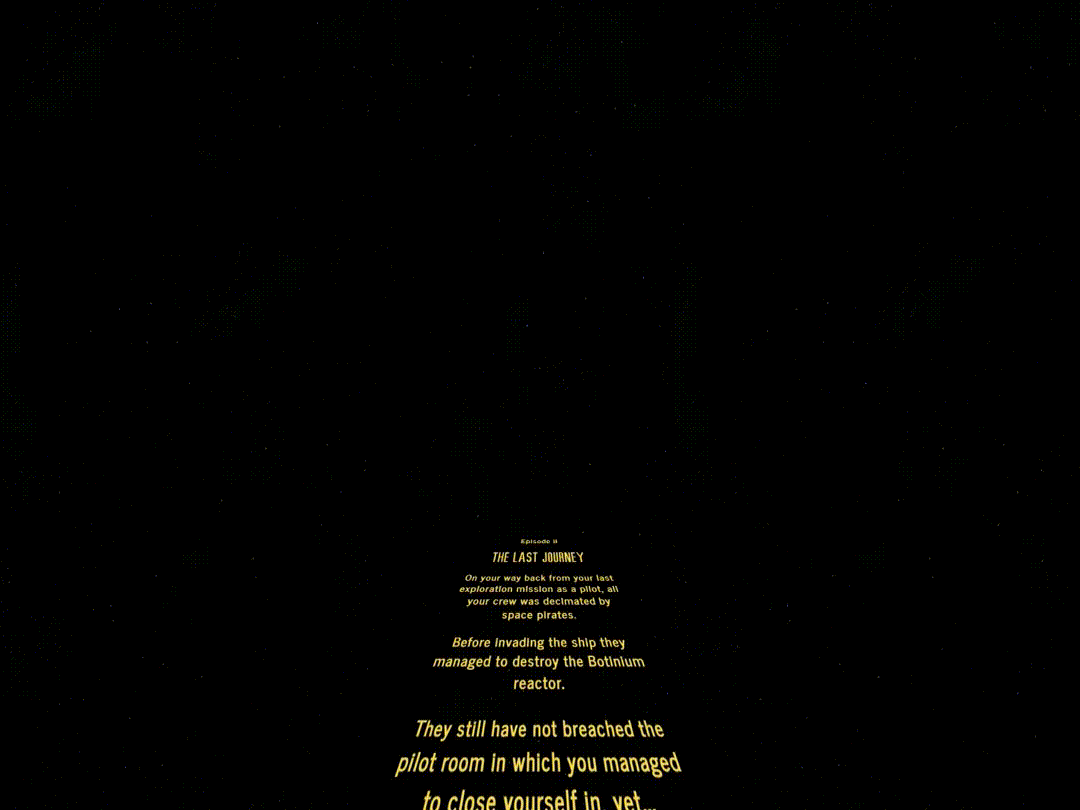 Episode II
THE LAST JOURNEY
On your way back from your last
exploration mission as a pilot, all
your crew was decimated by
space pirates.
Before invading the ship they
managed to destroy the Botinium
reactor.
They still have not breached the
pilot room in which you managed
to close yourself in, yet...